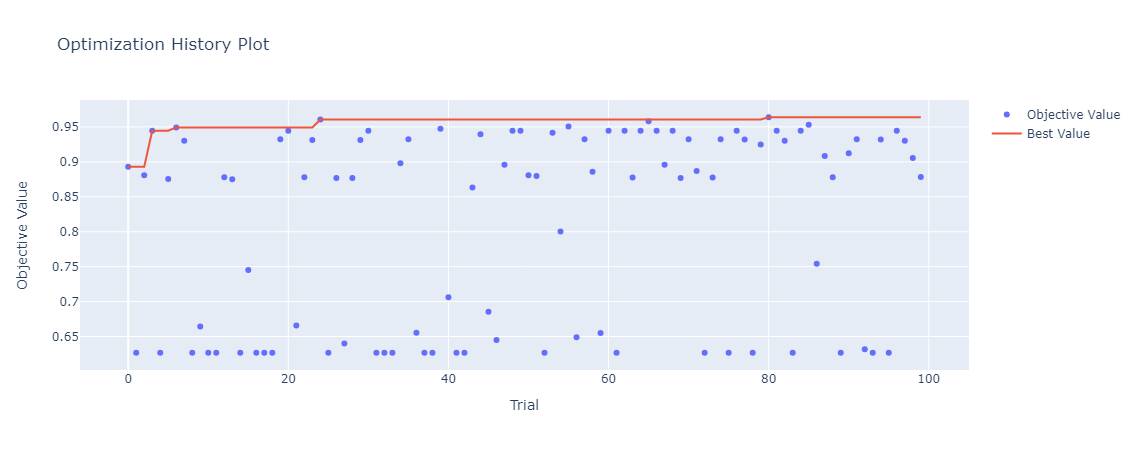 Optimization History Plot
Objective Value
Best Value
0.95
0.9
0.85
0.8
0.75
0.7
0.65
Objective Value
0
20
40
60
80
100
Trial